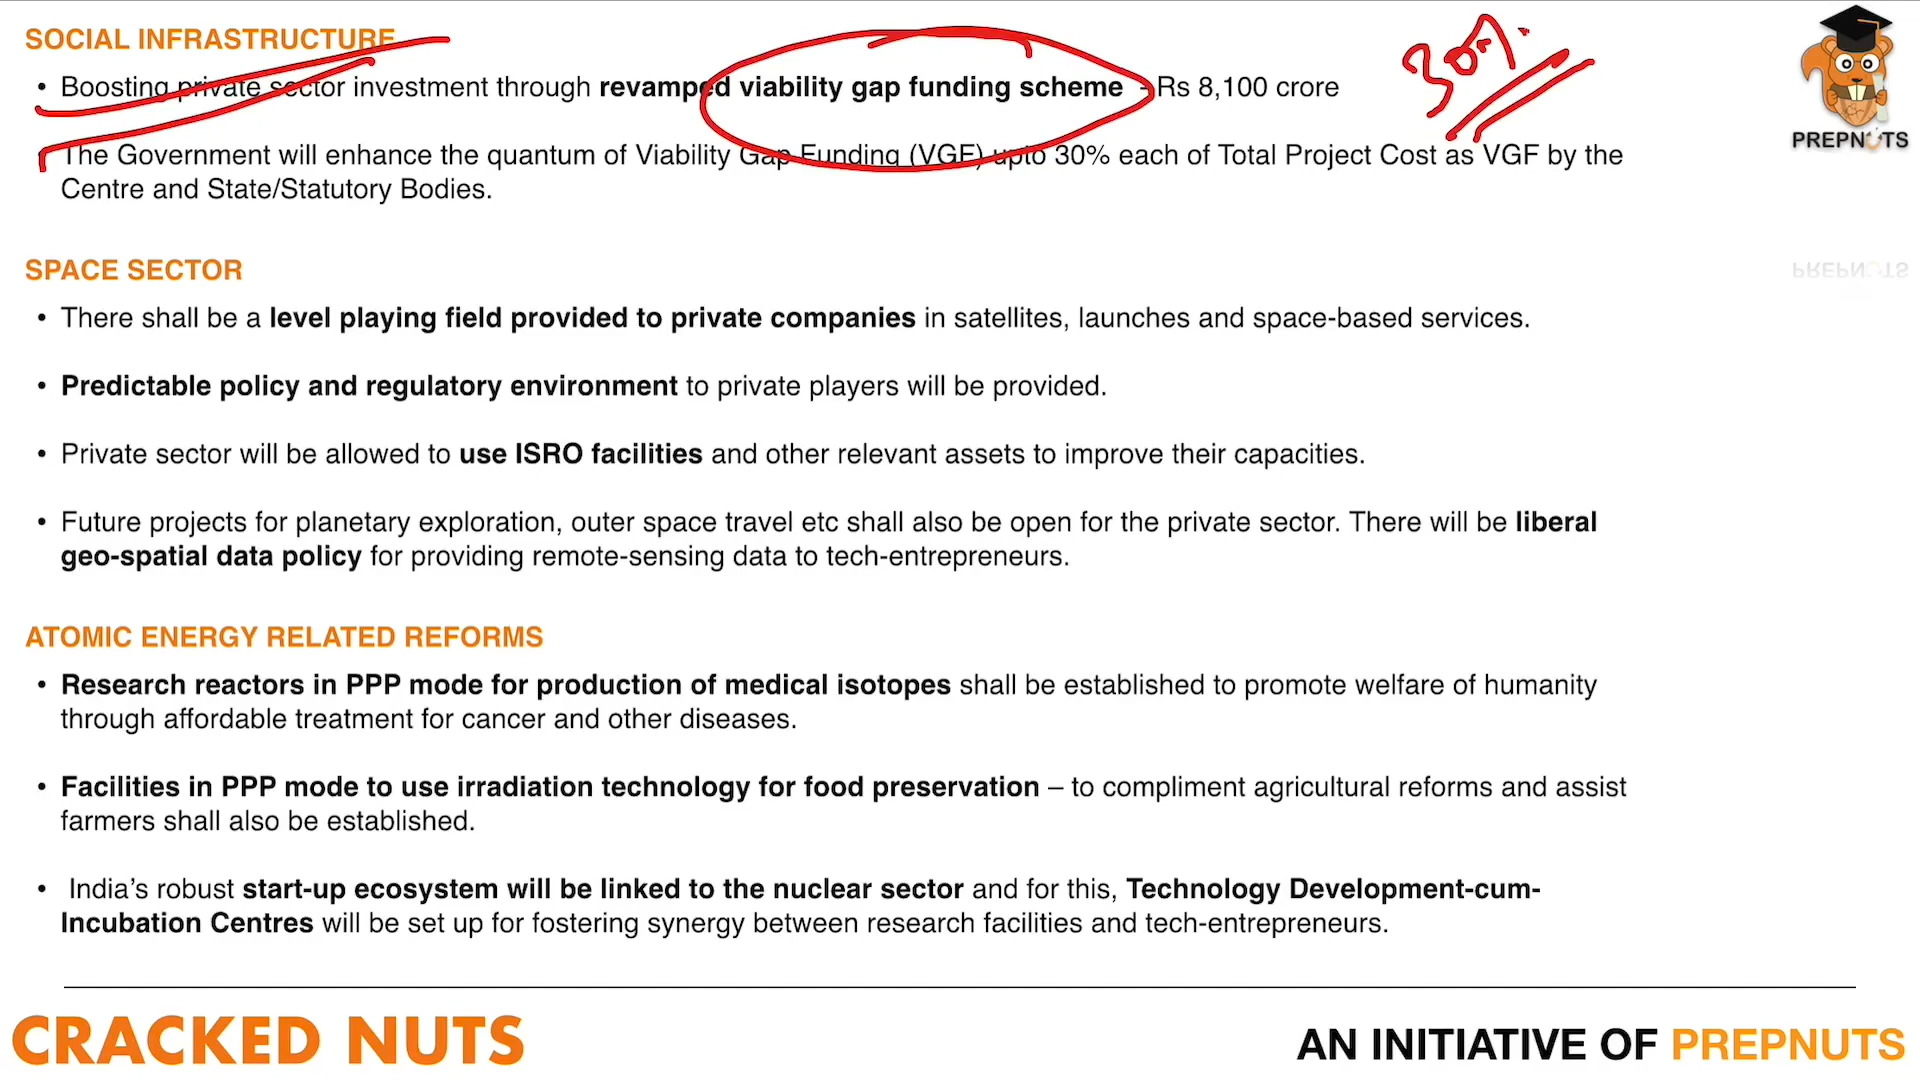 SOCIAL INFRASTRUCTURE
30%
• Boosting private sector investment through revamped viability gap funding scheme - Rs 8,100 crore
PREPNUTS
The Government will enhance the quantum of Viability Gap Funding (VGF) upto 30% each of Total Project Cost as VGF by the
Centre and State/Statutory Bodies.
SPACE SECTOR
PREPNUTS
• There shall be a level playing field provided to private companies in satellites, launches and space-based services.
• Predictable policy and regulatory environment to private players will be provided.
• Private sector will be allowed to use ISRO facilities and other relevant assets to improve their capacities.
• Future projects for planetary exploration, outer space travel etc shall also be open for the private sector. There will be liberal
geo-spatial data policy for providing remote-sensing data to tech-entrepreneurs.
ATOMIC ENERGY RELATED REFORMS
• Research reactors in PPP mode for production of medical isotopes shall be established to promote welfare of humanity
through affordable treatment for cancer and other diseases.
• Facilities in PPP mode to use irradiation technology for food preservation – to compliment agricultural reforms and assist
farmers shall also be established.
• India’s robust start-up ecosystem will be linked to the nuclear sector and for this, Technology Development-cum-
Incubation Centres will be set up for fostering synergy between research facilities and tech-entrepreneurs.
CRACKED NUTS
AN INITIATIVE OF PREPNUTS